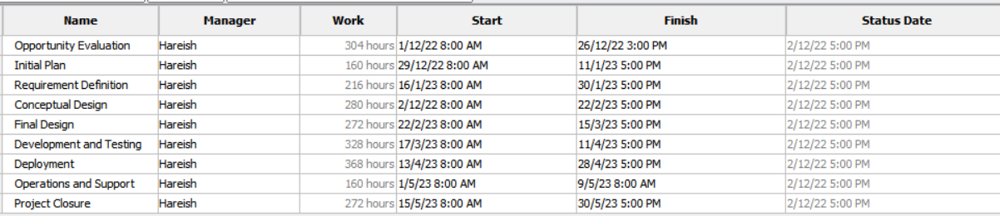 Name Manager Work Start Finish Status Date
Opportunity Evaluation Hareish 304 hours 1/12/22 8:00 AM 26/12/22 3:00 PM 2/12/22 5:00 PM
Initial Plan Hareish 160 hours 29/12/22 8:00 AM 11/1/23 5:00 PM 2/12/22 5:00 PM
Requirement Definition Hareish 216 hours 16/1/23 8:00 AM 30/1/23 5:00 PM 2/12/22 5:00 PM
Conceptual Design Hareish 280 hours 2/12/22 8:00 AM 22/2/23 5:00 PM 2/12/22 5:00 PM
Final Design Hareish 272 hours 22/2/23 8:00 AM 15/3/23 5:00 PM 2/12/22 5:00 PM
Development and Testing Hareish 328 hours 17/3/23 8:00 AM 11/4/23 5:00 PM 2/12/22 5:00 PM
Deployment Hareish 368 hours 13/4/23 8:00 AM 28/4/23 5:00 PM 2/12/22 5:00 PM
Operations and Support Hareish 160 hours 1/5/23 8:00 AM 9/5/23 8:00 AM 2/12/22 5:00 PM
Project Closure Hareish 272 hours 15/5/23 8:00 AM 30/5/23 5:00 PM 2/12/22 5:00 PM